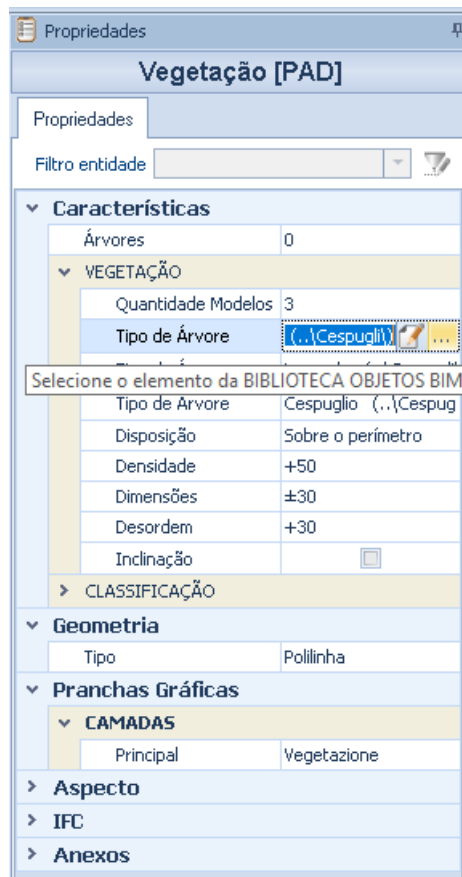 Propriedades
Vegetação [PAD]
Propriedades
Filtro entidade
Características
Árvores 0
VEGETAÇÃO
Quantidade Modelos 3
Tipo de Árvore (..\Cespugli\) ...
Selecione o elemento da BIBLIOTECA OBJETOS BIM
Tipo de Árvore Cespuglio (..\Cespug
Disposição Sobre o perímetro
Densidade +50
Dimensões ±30
Desordem +30
Inclinação
CLASSIFICAÇÃO
Geometria
Tipo Polilinha
Pranchas Gráficas
CAMADAS
Principal Vegetazione
Aspecto
IFC
Anexos